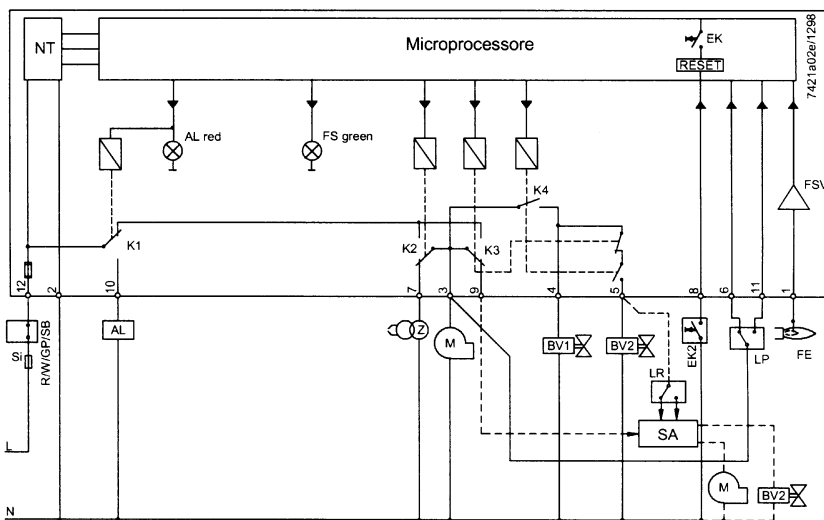 NT
Microprocessore
EK
RESET
7421a02e/1298
AL red
FS green
FSV
K4
K1
K2
K3
12
2
10
7
3
9
4
5
8
6
11
1
Si
R/W/GP/SB
AL
Z
M
BV1
BV2
EK2
LP
FE
LR
SA
L
M
BV2
N